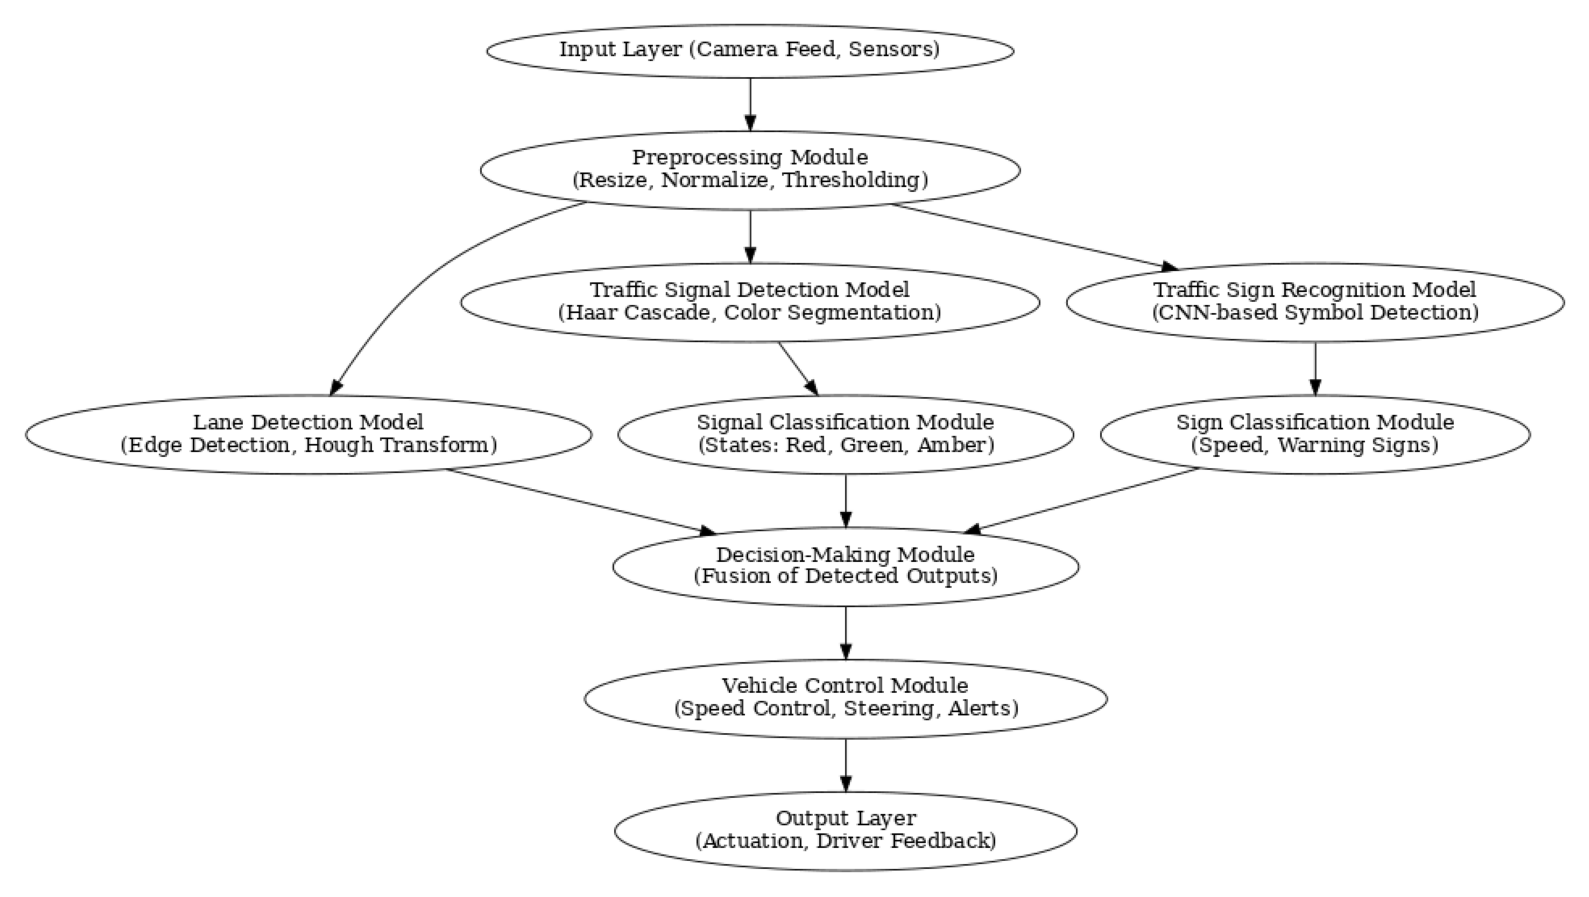 Input Layer (Camera Feed, Sensors)
Preprocessing Module
(Resize, Normalize, Thresholding)
Traffic Signal Detection Model
(Haar Cascade, Color Segmentation)
Traffic Sign Recognition Model
(CNN-based Symbol Detection)
Lane Detection Model
(Edge Detection, Hough Transform)
Signal Classification Module
(States: Red, Green, Amber)
Sign Classification Module
(Speed, Warning Signs)
Decision-Making Module
(Fusion of Detected Outputs)
Vehicle Control Module
(Speed Control, Steering, Alerts)
Output Layer
(Actuation, Driver Feedback)